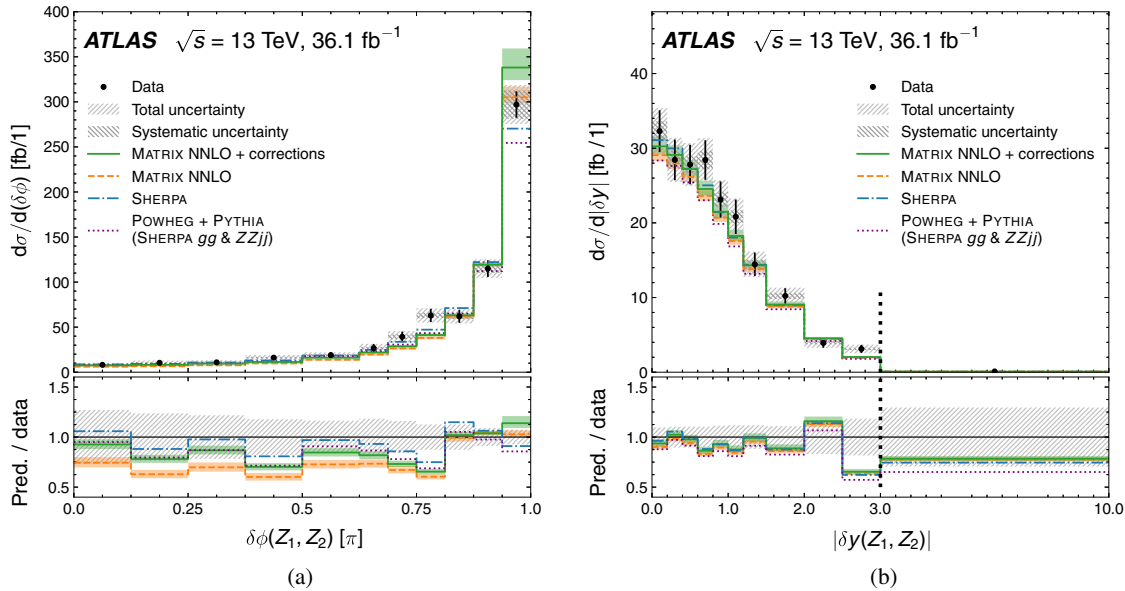 ATLAS √s = 13 TeV, 36.1 fb⁻¹
Data
Total uncertainty
Systematic uncertainty
MATRIX NNLO + corrections
MATRIX NNLO
SHERPA
POWHEG + PYTHIA
(SHERPA gg & ZZjj)
dσ/d(δϕ) [fb/1]
400
350
300
250
200
150
100
50
0
Pred. / data
1.5
1.0
0.5
0.0 0.25 0.5 0.75 1.0
δϕ(Z₁, Z₂) [π]
(a)
ATLAS √s = 13 TeV, 36.1 fb⁻¹
Data
Total uncertainty
Systematic uncertainty
MATRIX NNLO + corrections
MATRIX NNLO
SHERPA
POWHEG + PYTHIA
(SHERPA gg & ZZjj)
dσ/d|δy| [fb /1]
40
30
20
10
0
Pred. / data
1.5
1.0
0.5
0.0 1.0 2.0 3.0 10.0
|δy(Z₁, Z₂)|
(b)